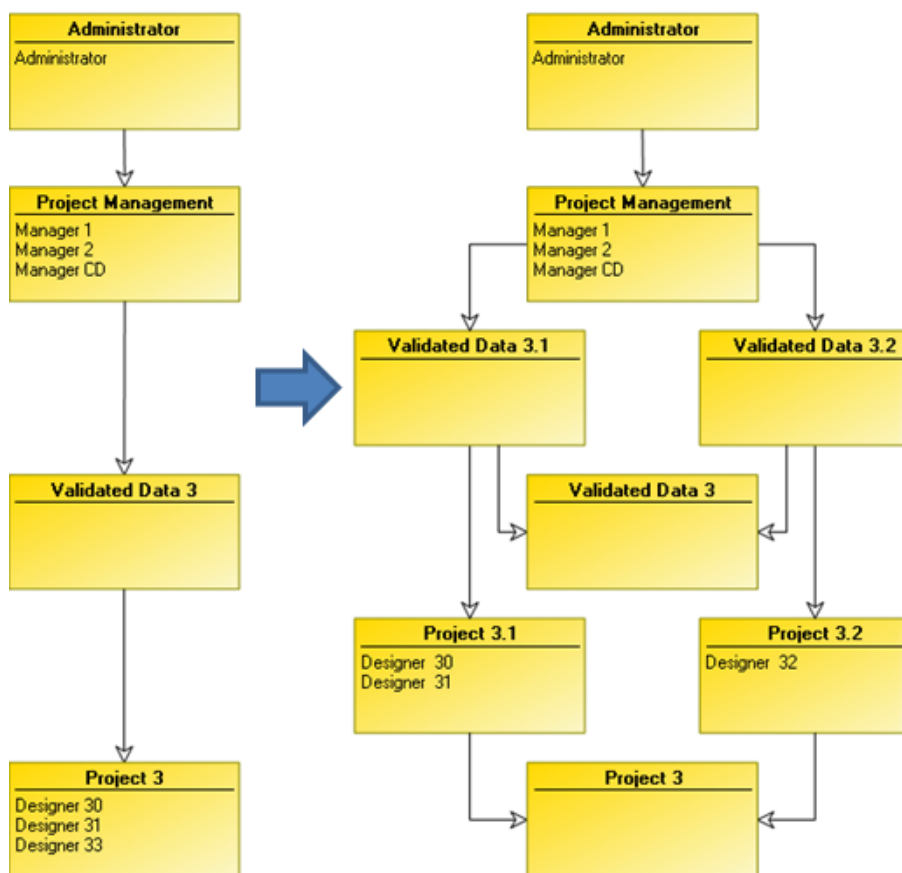 Administrator
Administrator
Project Management
Manager 1
Manager 2
Manager CD
Validated Data 3
Project 3
Designer 30
Designer 31
Designer 33
Administrator
Administrator
Project Management
Manager 1
Manager 2
Manager CD
Validated Data 3.1
Validated Data 3.2
Validated Data 3
Project 3.1
Designer 30
Designer 31
Project 3.2
Designer 32
Project 3